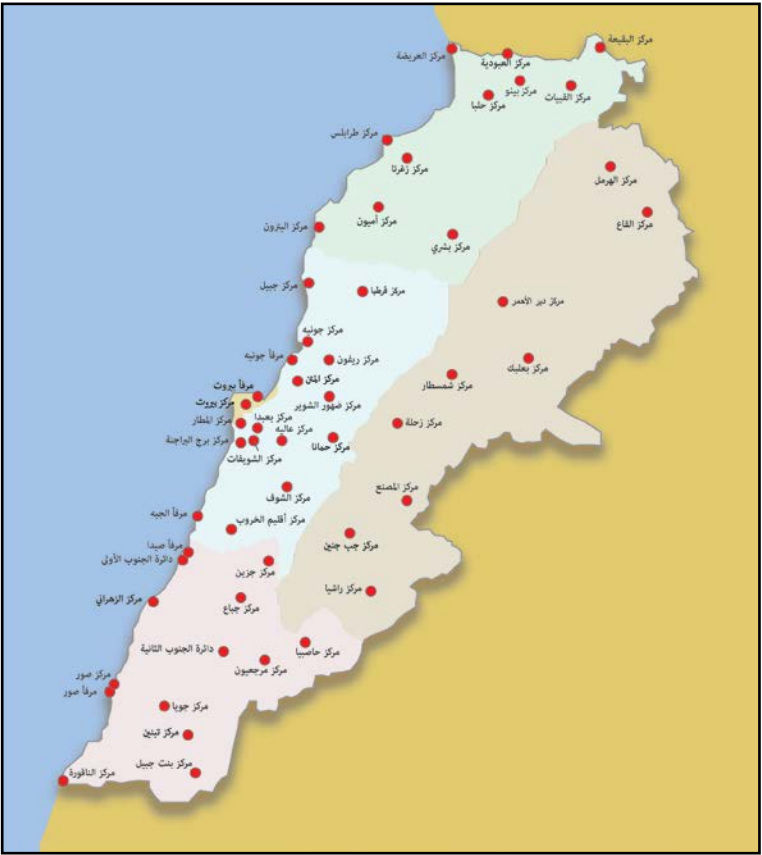 مركز البقيعة
مركز العريضة
مركز العبودية
مركز بينو
مركز القبيات
مركز حلبا
مركز طرابلس
مركز زغرتا
مركز الهرمل
مركز القاع
مركز أميون
مركز البترون
مركز بشري
مركز جبيل
مركز قرطبا
مركز دير الأحمر
مركز جونيه
مرفأ جونيه
مركز ريفون
مركز بعلبك
مركز شمسطار
مركز المتن
مرفأ بيروت
مركز بيروت
مركز ضهور الشوير
مركز المطار
مركز بعبدا
مركز عاليه
مركز زحلة
مركز برج البراجنة
مركز حمانا
مركز الشويفات
مركز المصنع
مركز الشوف
مرفأ الجيه
مركز أقليم الخروب
مركز جب جنين
مرفأ صيدا
دائرة الجنوب الأولى
مركز جزين
مركز راشيا
مركز الزهراني
مركز جباع
دائرة الجنوب الثانية
مركز حاصبيا
مركز مرجعيون
مركز صور
مرفأ صور
مركز جويا
مركز تبنين
مركز بنت جبيل
مركز الناقورة